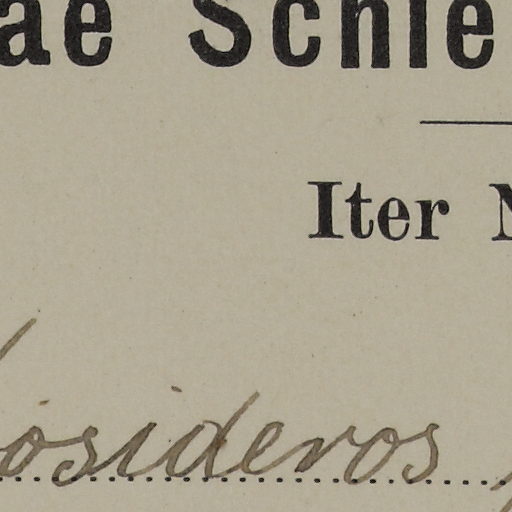 ae Schle
Iter N
osideros